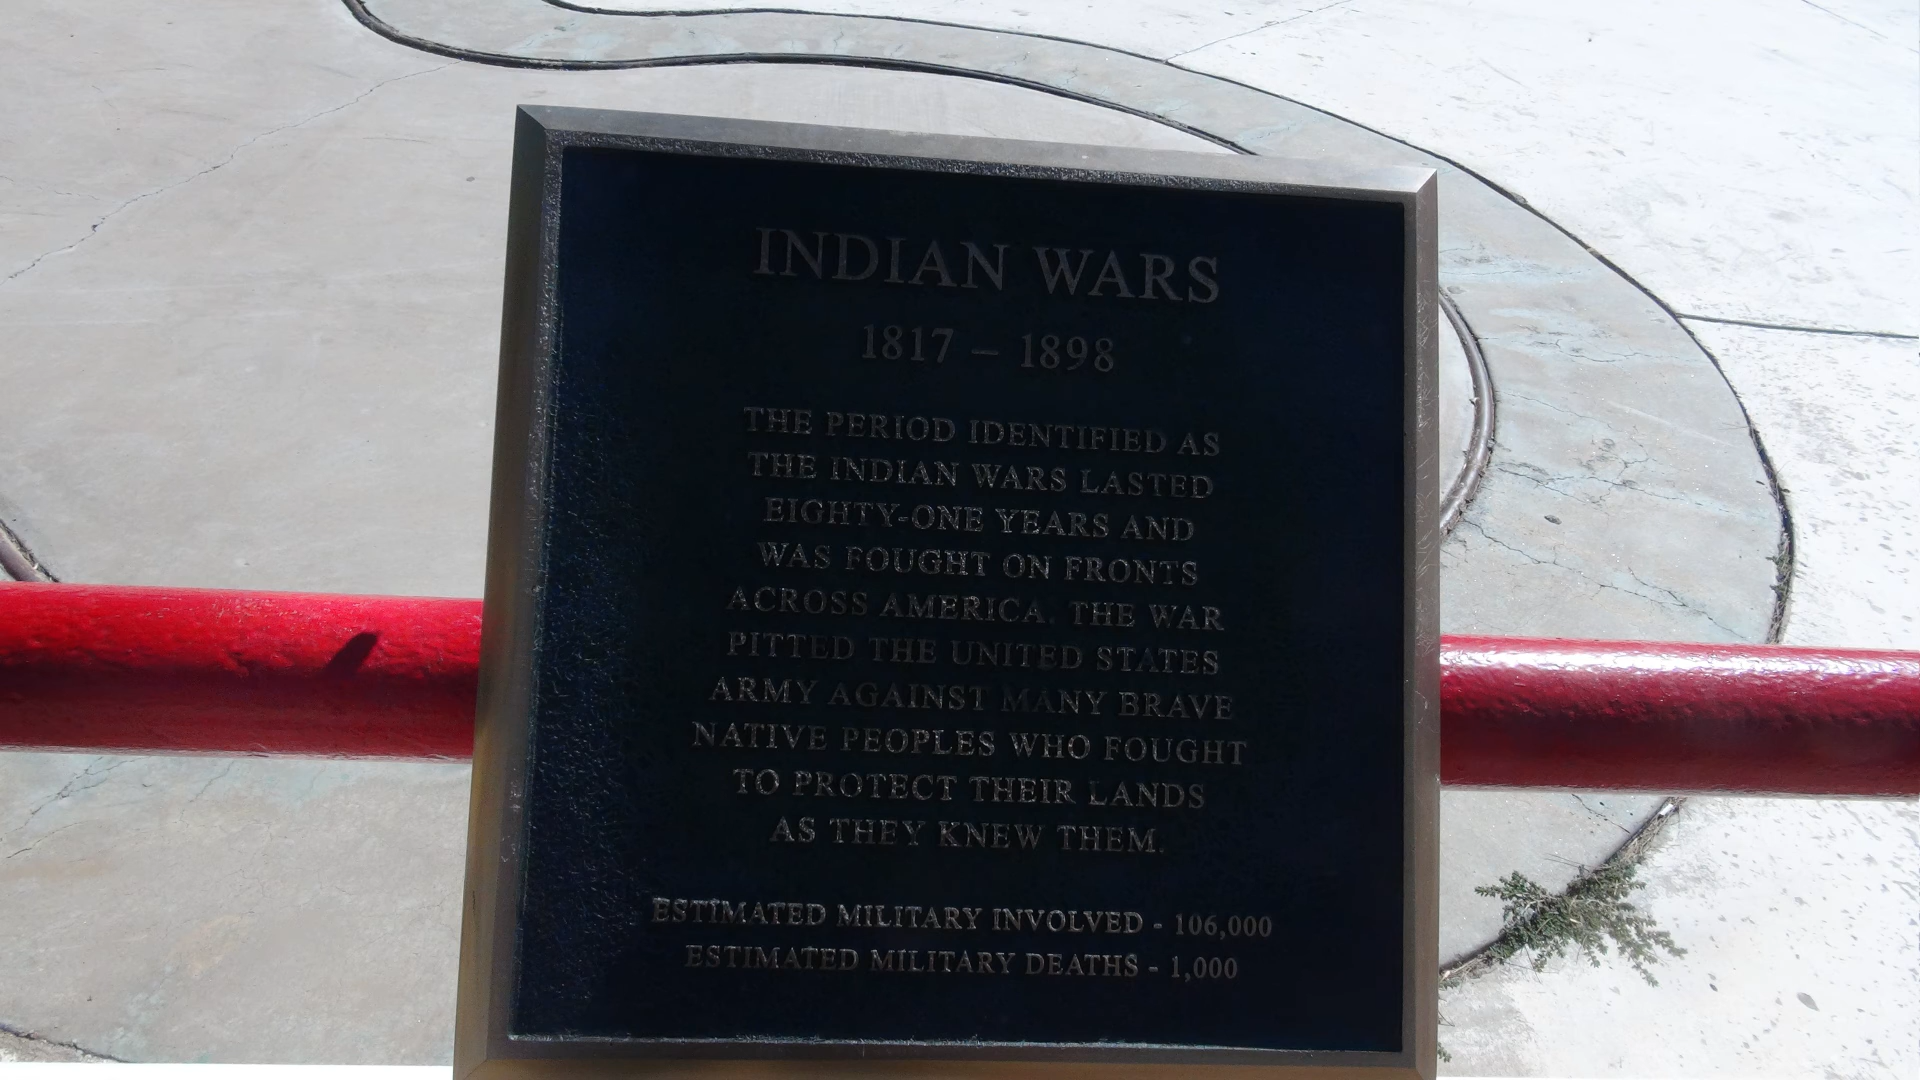 INDIAN WARS
1817 – 1898
THE PERIOD IDENTIFIED AS
THE INDIAN WARS LASTED
EIGHTY-ONE YEARS AND
WAS FOUGHT ON FRONTS
ACROSS AMERICA. THE WAR
PITTED THE UNITED STATES
ARMY AGAINST MANY BRAVE
NATIVE PEOPLES WHO FOUGHT
TO PROTECT THEIR LANDS
AS THEY KNEW THEM.
ESTIMATED MILITARY INVOLVED - 106,000
ESTIMATED MILITARY DEATHS - 1,000